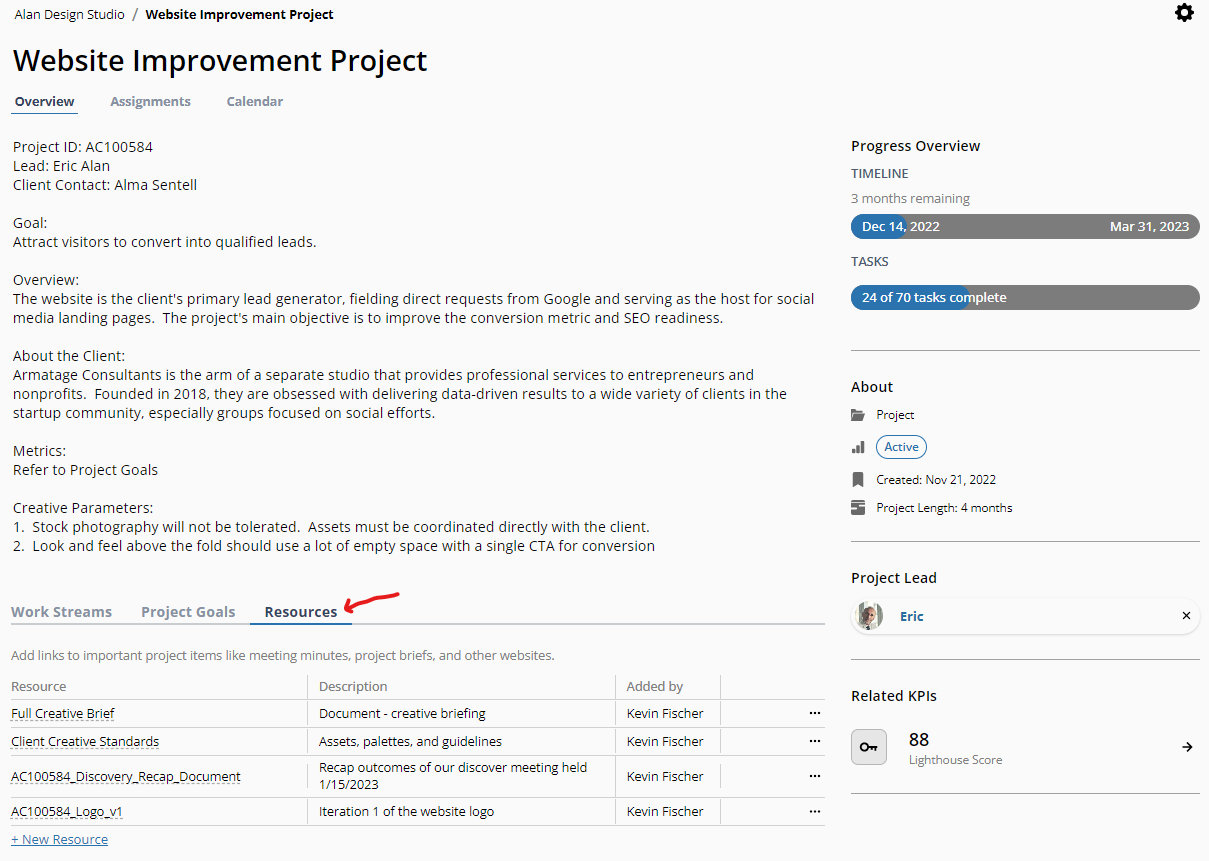 Alan Design Studio / Website Improvement Project
Website Improvement Project
Overview Assignments Calendar
Project ID: AC100584
Lead: Eric Alan
Client Contact: Alma Sentell
Goal:
Attract visitors to convert into qualified leads.
Overview:
The website is the client's primary lead generator, fielding direct requests from Google and serving as the host for social
media landing pages.  The project's main objective is to improve the conversion metric and SEO readiness.
About the Client:
Armatage Consultants is the arm of a separate studio that provides professional services to entrepreneurs and
nonprofits.  Founded in 2018, they are obsessed with delivering data-driven results to a wide variety of clients in the
startup community, especially groups focused on social efforts.
Metrics:
Refer to Project Goals
Creative Parameters:
1.  Stock photography will not be tolerated.  Assets must be coordinated directly with the client.
2.  Look and feel above the fold should use a lot of empty space with a single CTA for conversion
Work Streams Project Goals Resources
Add links to important project items like meeting minutes, project briefs, and other websites.
Resource Description Added by
Full Creative Brief Document - creative briefing Kevin Fischer
Client Creative Standards Assets, palettes, and guidelines Kevin Fischer
AC100584_Discovery_Recap_Document Recap outcomes of our discover meeting held
1/15/2023 Kevin Fischer
AC100584_Logo_v1 Iteration 1 of the website logo Kevin Fischer
+ New Resource
Progress Overview
TIMELINE
3 months remaining
Dec 14, 2022 Mar 31, 2023
TASKS
24 of 70 tasks complete
About
Project
Active
Created: Nov 21, 2022
Project Length: 4 months
Project Lead
Eric
Related KPIs
88
Lighthouse Score